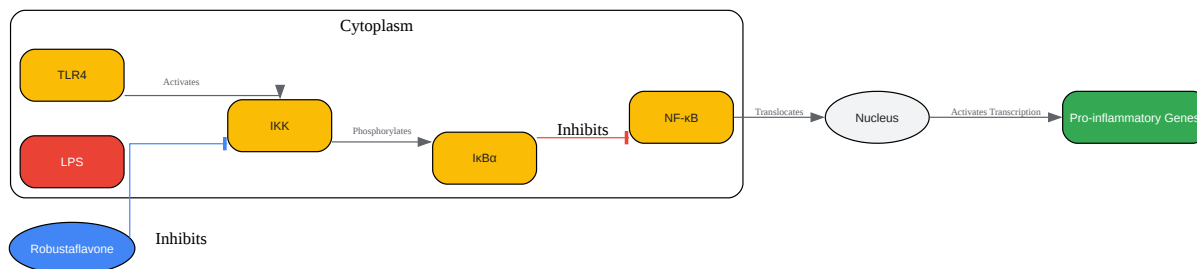 Cytoplasm
TLR4
Activates
LPS
IKK
Phosphorylates
IκBα
Inhibits
NF-κB
Translocates
Nucleus
Activates Transcription
Pro-inflammatory Genes
Robustaflavone
Inhibits